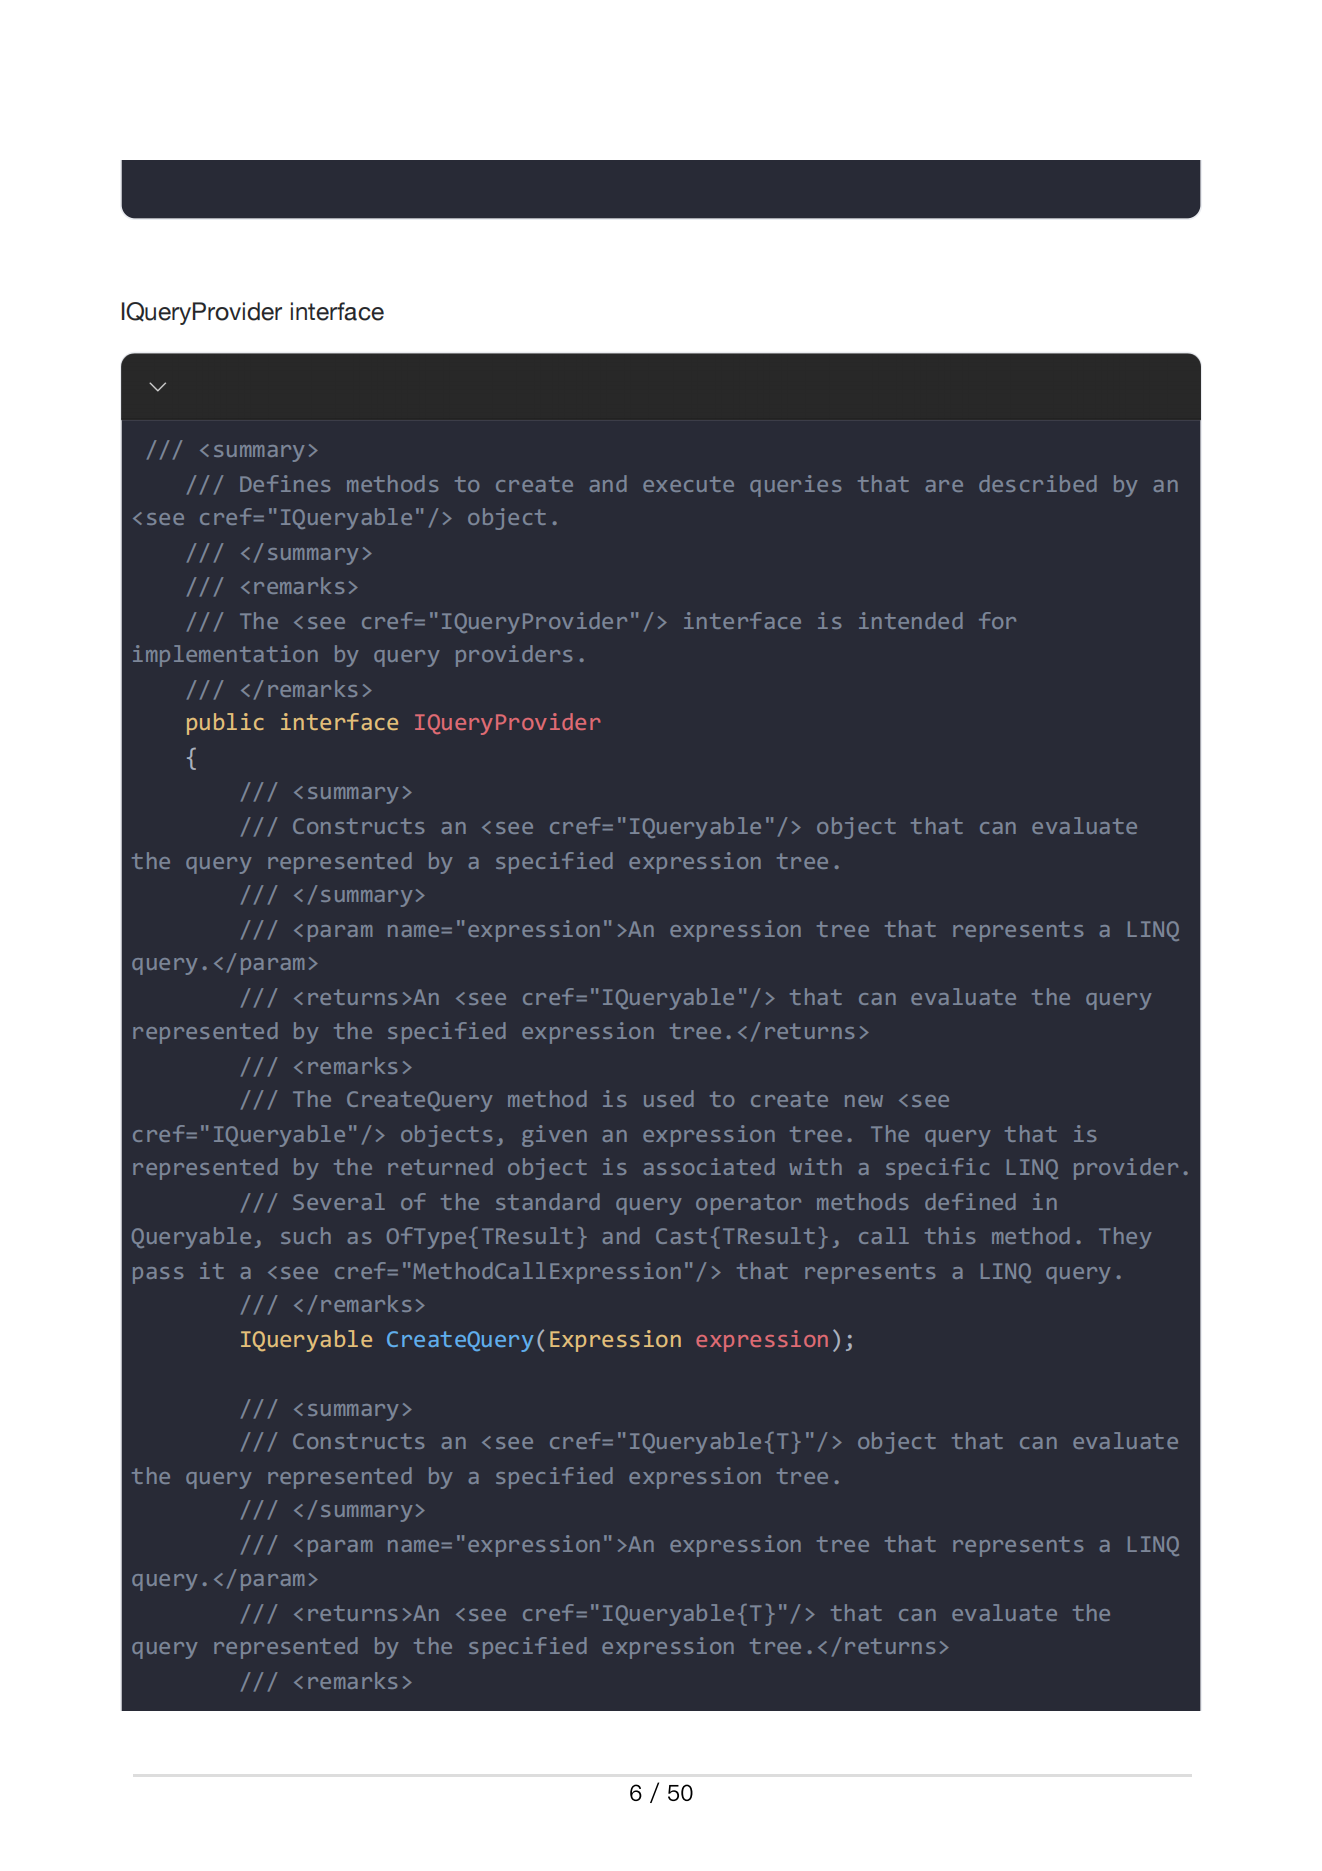 IQueryProvider interface
/// <summary>
/// Defines methods to create and execute queries that are described by an
<see cref="IQueryable"/> object.
/// </summary>
/// <remarks>
/// The <see cref="IQueryProvider"/> interface is intended for
implementation by query providers.
/// </remarks>
public interface IQueryProvider
{
/// <summary>
/// Constructs an <see cref="IQueryable"/> object that can evaluate
the query represented by a specified expression tree.
/// </summary>
/// <param name="expression">An expression tree that represents a LINQ
query.</param>
/// <returns>An <see cref="IQueryable"/> that can evaluate the query
represented by the specified expression tree.</returns>
/// <remarks>
/// The CreateQuery method is used to create new <see
cref="IQueryable"/> objects, given an expression tree. The query that is
represented by the returned object is associated with a specific LINQ provider.
/// Several of the standard query operator methods defined in
Queryable, such as OfType{TResult} and Cast{TResult}, call this method. They
pass it a <see cref="MethodCallExpression"/> that represents a LINQ query.
/// </remarks>
IQueryable CreateQuery(Expression expression);
/// <summary>
/// Constructs an <see cref="IQueryable{T}"/> object that can evaluate
the query represented by a specified expression tree.
/// </summary>
/// <param name="expression">An expression tree that represents a LINQ
query.</param>
/// <returns>An <see cref="IQueryable{T}"/> that can evaluate the
query represented by the specified expression tree.</returns>
/// <remarks>
6 / 50